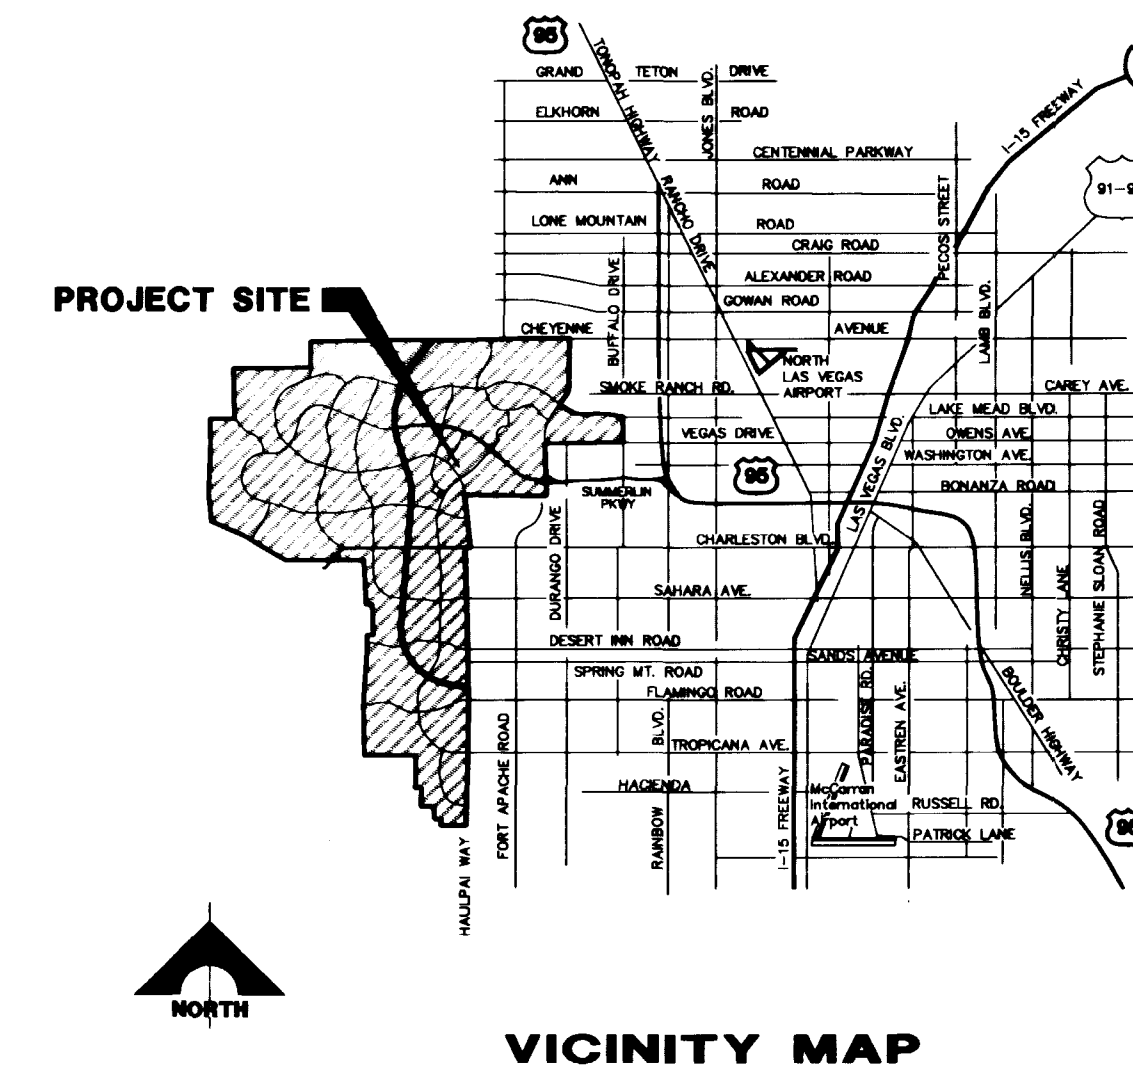 95
TONOPAH HIGHWAY
GRAND TETON DRIVE
JONES BLVD.
ELKHORN ROAD
I-15 FREEWAY
CENTENNIAL PARKWAY
91-9
ANN ROAD
RANCHO DRIVE
PECOS STREET
LONE MOUNTAIN ROAD
CRAIG ROAD
BUFFALO DRIVE
ALEXANDER ROAD
PROJECT SITE
GOWAN ROAD
LAMB BLVD.
CHEYENNE AVENUE
NORTH
LAS VEGAS
AIRPORT
SMOKE RANCH RD.
CAREY AVE.
LAKE MEAD BLVD.
VEGAS DRIVE
OWENS AVE.
LAS VEGAS BLVD.
WASHINGTON AVE.
95
BONANZA ROAD
SUMMERLIN
PKWY
DURANGO DRIVE
CHARLESTON BLVD.
NELLIS BLVD.
STEPHANIE SLOAN ROAD
CHRISTY LANE
SAHARA AVE.
DESERT INN ROAD
SANDS AVENUE
SPRING MT. ROAD
FLAMINGO ROAD
PARADISE RD.
EASTREN AVE.
BOULDER HIGHWAY
FORT APACHE ROAD
RAINBOW BLVD.
TROPICANA AVE.
HACIENDA
I-15 FREEWAY
McCarran
International
Airport
RUSSELL RD.
PATRICK LANE
95
HAULPAI WAY
NORTH
VICINITY MAP